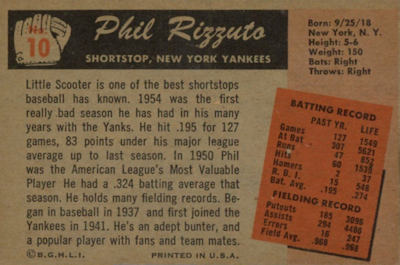 No. 10
Phil Rizzuto
SHORTSTOP, NEW YORK YANKEES
Born: 9/25/18
New York, N. Y.
Height: 5-6
Weight: 150
Bats: Right
Throws: Right
Little Scooter is one of the best shortstops
baseball has known. 1954 was the first
really bad season he has had in his many
years with the Yanks. He hit .195 for 127
games, 83 points under his major league
average up to last season. In 1950 Phil
was the American League's Most Valuable
Player. He had a .324 batting average that
season. He holds many fielding records. Began
in baseball in 1937 and first joined the
Yankees in 1941. He's an adept bunter, and
a popular player with fans and team mates.
©B.G.H.L.I. PRINTED IN U.S.A.
BATTING RECORD
PAST YR. LIFE
Games 127 1549
At Bat 307 5621
Runs 47 852
Hits 60 1539
Homers 2 37
R. B. I. 15 548
Bat. Avg. .195 .274
FIELDING RECORD
Putouts 185 3096
Assists 294 4486
Errors 16 247
Field Avg. .968 .968